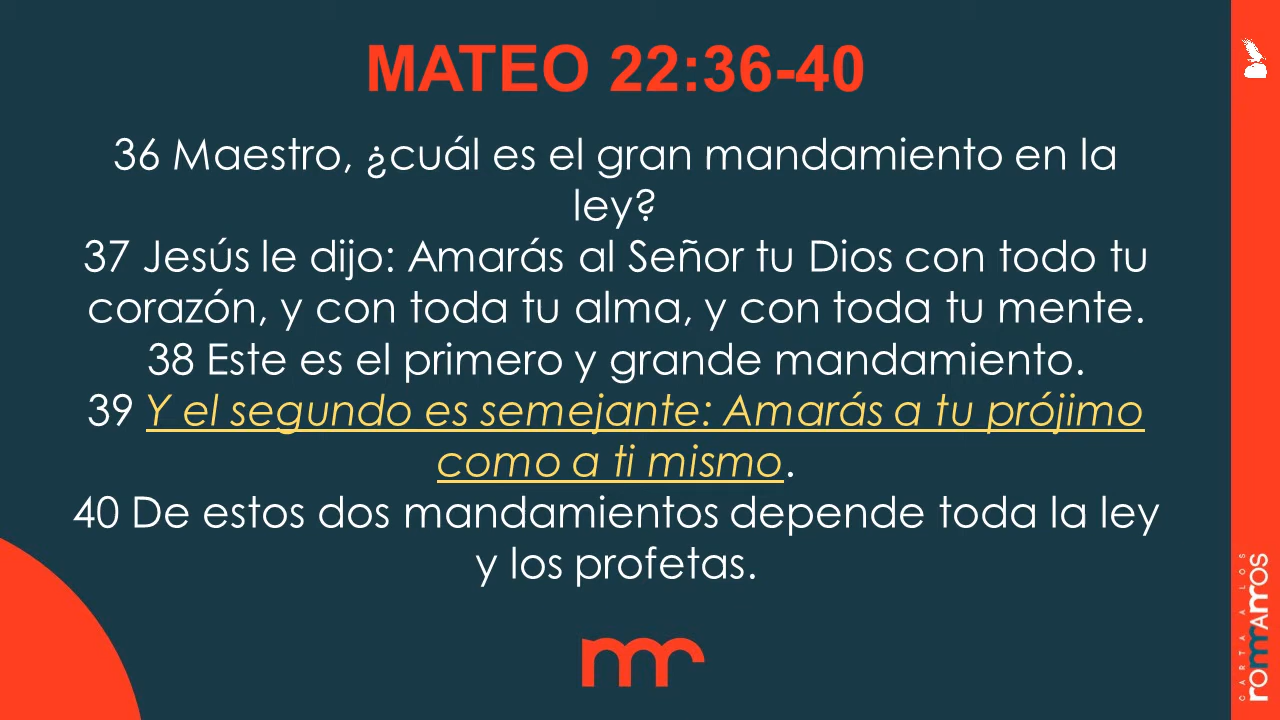 MATEO 22:36-40
36 Maestro, ¿cuál es el gran mandamiento en la
ley?
37 Jesús le dijo: Amarás al Señor tu Dios con todo tu
corazón, y con toda tu alma, y con toda tu mente.
38 Este es el primero y grande mandamiento.
39 Y el segundo es semejante: Amarás a tu prójimo
como a ti mismo.
40 De estos dos mandamientos depende toda la ley
y los profetas.
CARTA A LOS